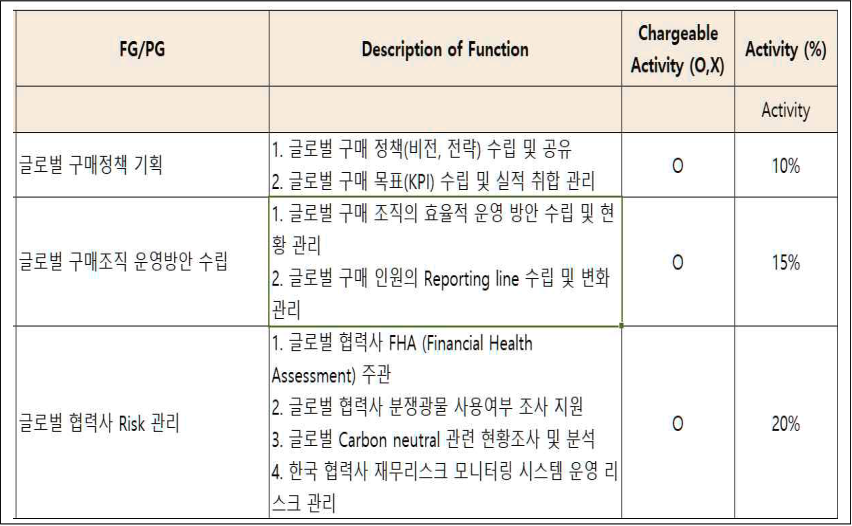 FG/PG
Description of Function
Chargeable
Activity (O,X)
Activity (%)
Activity
글로벌 구매정책 기획
1. 글로벌 구매 정책(비전, 전략) 수립 및 공유
2. 글로벌 구매 목표(KPI) 수립 및 실적 취합 관리
O
10%
글로벌 구매조직 운영방안 수립
1. 글로벌 구매 조직의 효율적 운영 방안 수립 및 현
황 관리
2. 글로벌 구매 인원의 Reporting line 수립 및 변화
관리
O
15%
글로벌 협력사 Risk 관리
1. 글로벌 협력사 FHA (Financial Health
Assessment) 주관
2. 글로벌 협력사 분쟁광물 사용여부 조사 지원
3. 글로벌 Carbon neutral 관련 현황조사 및 분석
4. 한국 협력사 재무리스크 모니터링 시스템 운영 리
스크 관리
O
20%